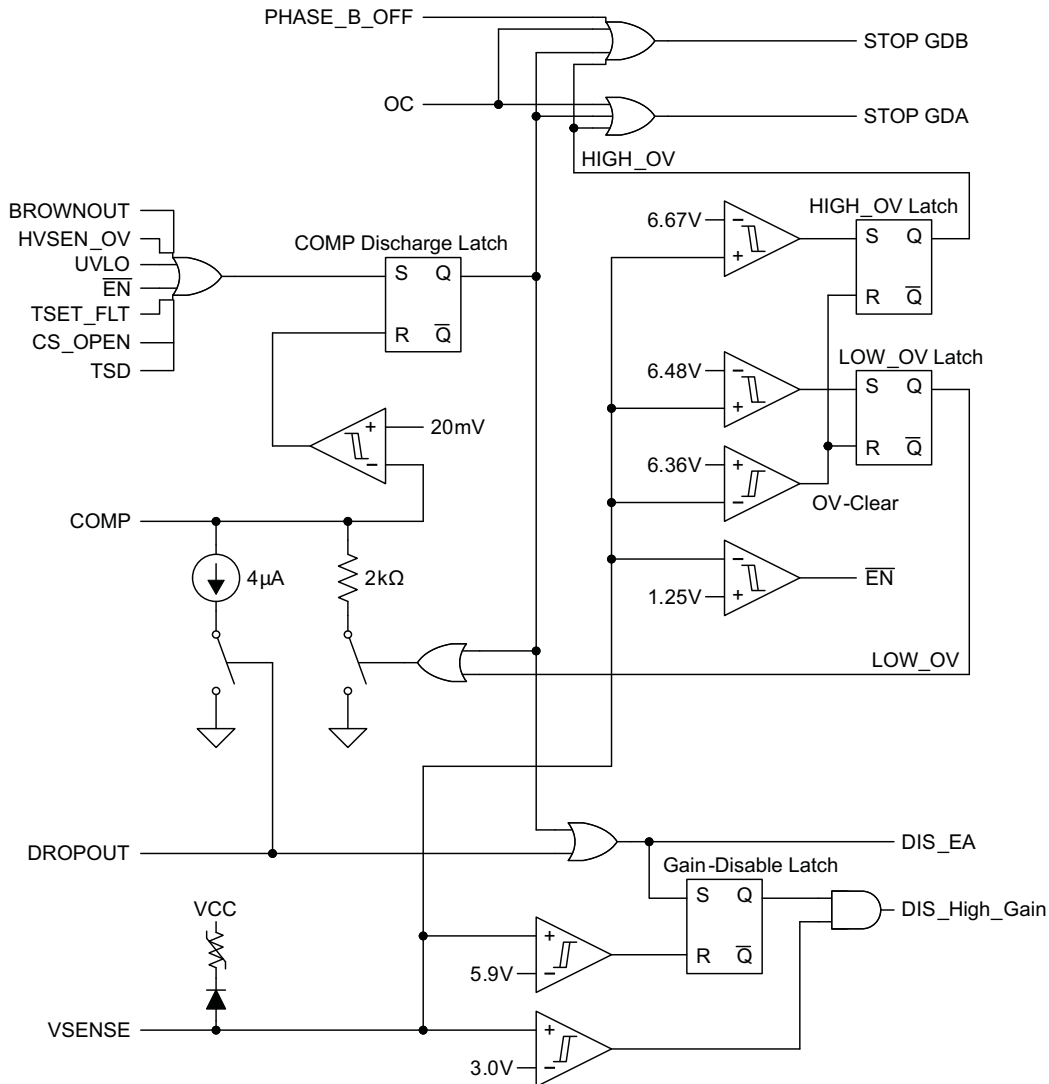 PHASE_B_OFF
STOP GDB
OC
STOP GDA
HIGH_OV
BROWNOUT
HVSEN_OV
UVLO
E̅N̅
TSET_FLT
CS_OPEN
TSD
COMP Discharge Latch
S Q
R Q̅
6.67V
−
+
HIGH_OV Latch
S Q
R Q̅
6.48V
−
+
LOW_OV Latch
S Q
R Q̅
+
−
20mV
6.36V
+
−
OV-Clear
COMP
4µA
2kΩ
−
+
1.25V
E̅N̅
LOW_OV
DROPOUT
DIS_EA
Gain-Disable Latch
S Q
R Q̅
DIS_High_Gain
VCC
+
−
5.9V
VSENSE
+
−
3.0V